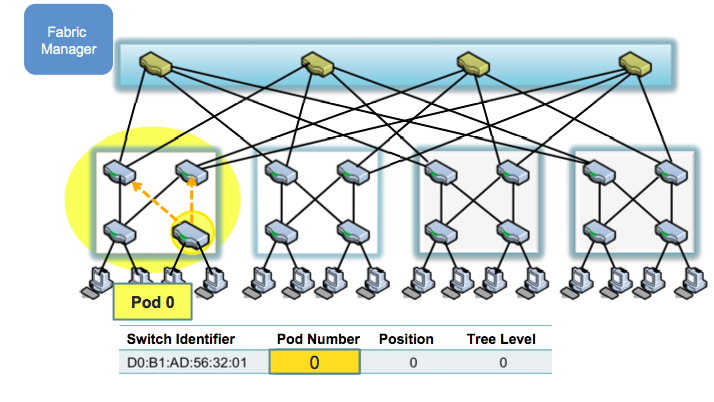 Fabric
Manager
Pod 0
Switch Identifier Pod Number Position Tree Level
D0:B1:AD:56:32:01 0 0 0